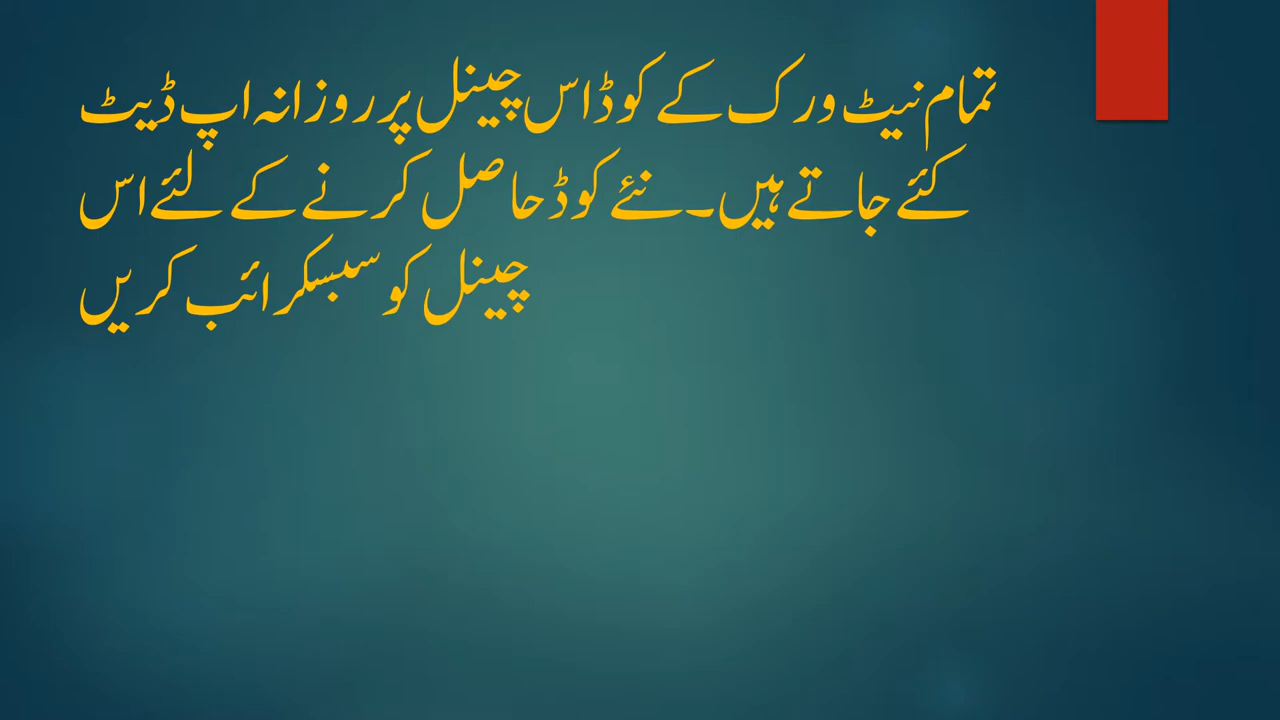 تمام نیٹ ورک کے کوڈ اس چینل پر روزانہ اپ ڈیٹ
کئے جاتے ہیں۔ نئے کوڈ حاصل کرنے کے لئے اس
چینل کو سبسکرائب کریں